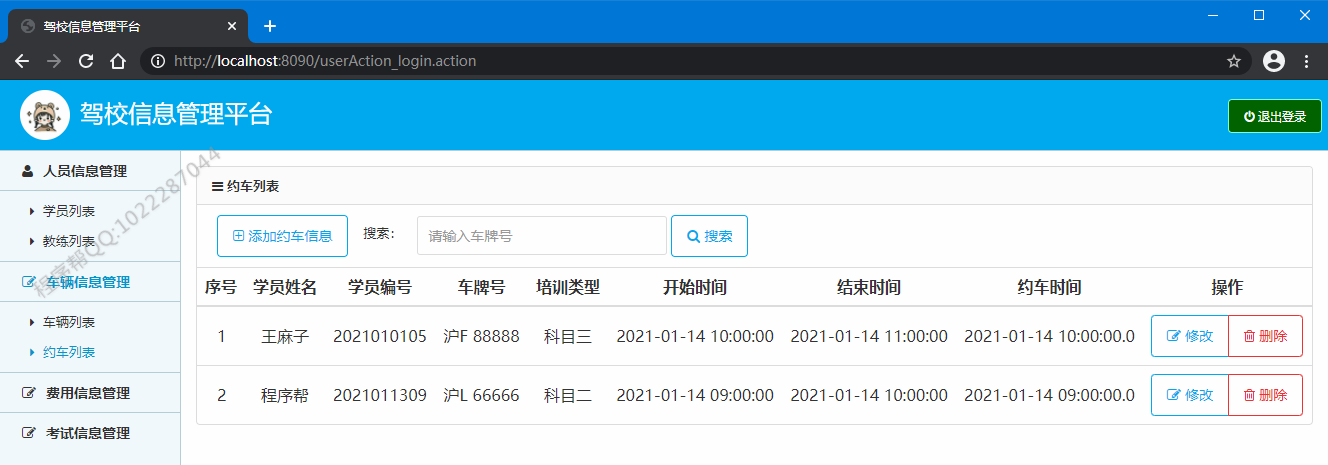 驾校信息管理平台
http://localhost:8090/userAction_login.action
驾校信息管理平台
退出登录
人员信息管理
学员列表
教练列表
车辆信息管理
车辆列表
约车列表
费用信息管理
考试信息管理
程序帮QQ:1022287044
约车列表
添加约车信息 搜索: 请输入车牌号 搜索
序号 学员姓名 学员编号 车牌号 培训类型 开始时间 结束时间 约车时间 操作
1 王麻子 2021010105 沪F 88888 科目三 2021-01-14 10:00:00 2021-01-14 11:00:00 2021-01-14 10:00:00.0 修改 删除
2 程序帮 2021011309 沪L 66666 科目二 2021-01-14 09:00:00 2021-01-14 10:00:00 2021-01-14 09:00:00.0 修改 删除